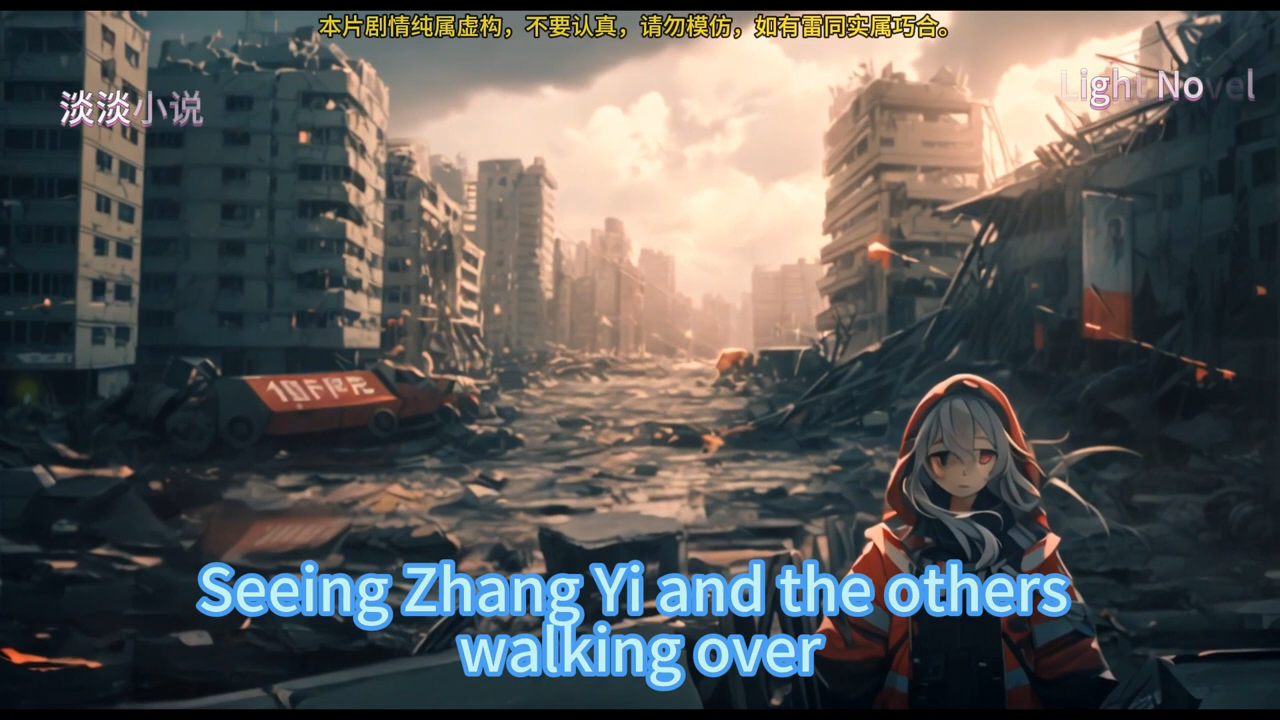 本片剧情纯属虚构，不要认真，请勿模仿，如有雷同实属巧合。
淡淡小说
Light Novel
Seeing Zhang Yi and the others
walking over